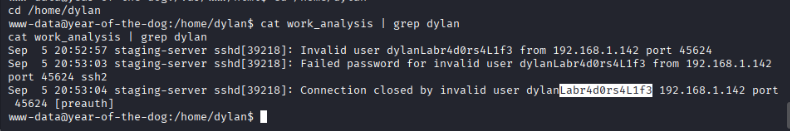 cd /home/dylan
www-data@year-of-the-dog:/home/dylan$ cat work_analysis | grep dylan
cat work_analysis | grep dylan
Sep  5 20:52:57 staging-server sshd[39218]: Invalid user dylanLabr4d0rs4L1f3 from 192.168.1.142 port 45624
Sep  5 20:53:03 staging-server sshd[39218]: Failed password for invalid user dylanLabr4d0rs4L1f3 from 192.168.1.142
port 45624 ssh2
Sep  5 20:53:04 staging-server sshd[39218]: Connection closed by invalid user dylanLabr4d0rs4L1f3 192.168.1.142 port
45624 [preauth]
www-data@year-of-the-dog:/home/dylan$